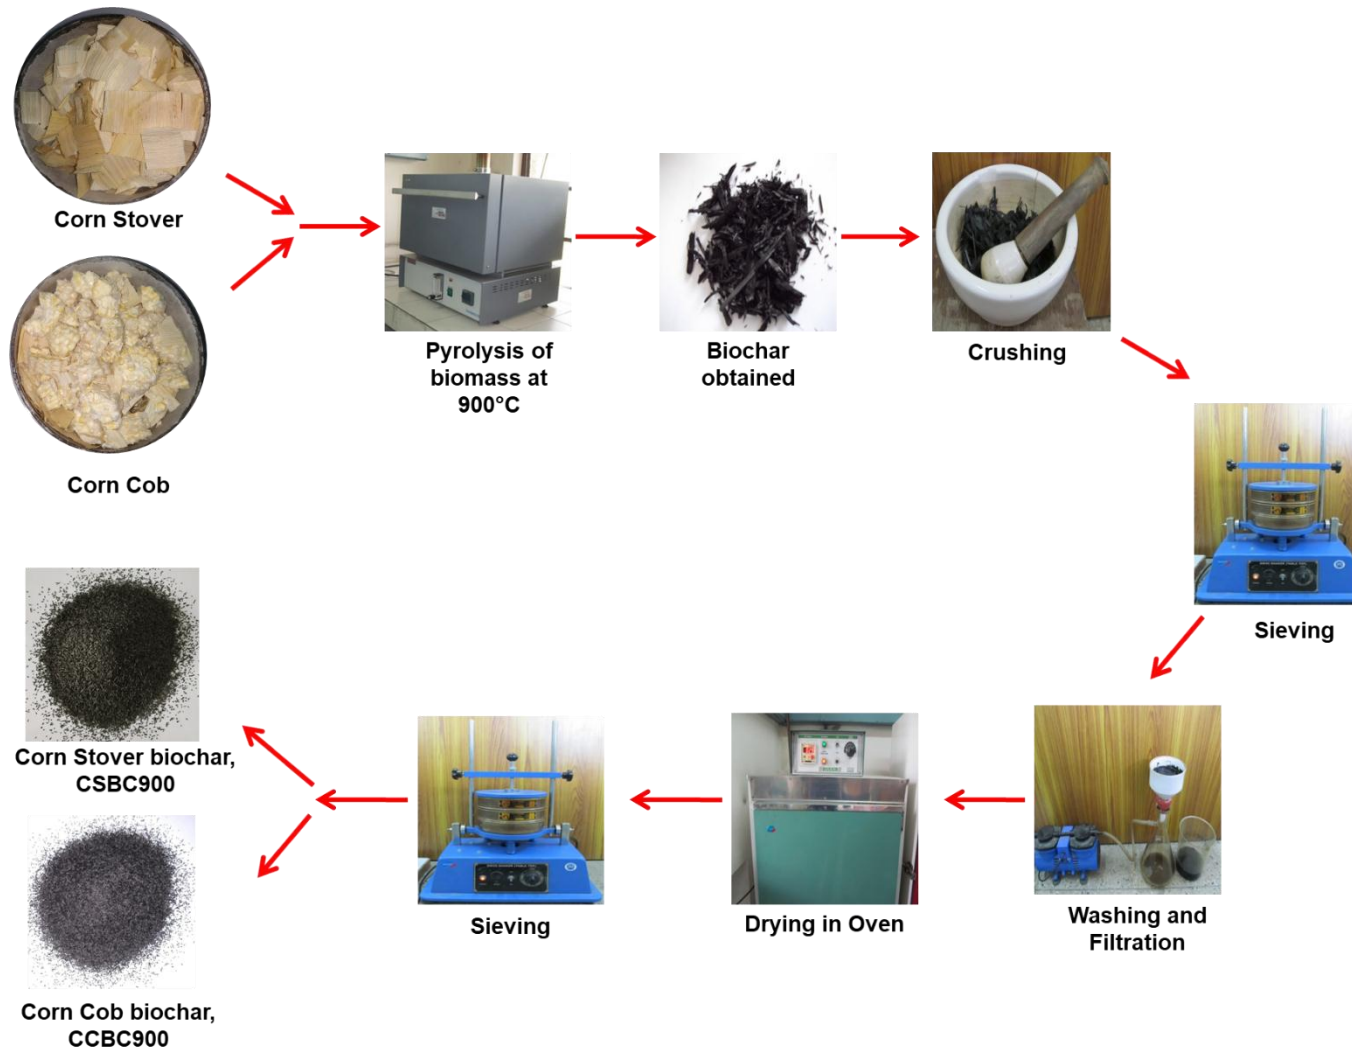 Corn Stover
Corn Cob
Pyrolysis of
biomass at
900°C
Biochar
obtained
Crushing
Sieving
Washing and
Filtration
Drying in Oven
Sieving
Corn Stover biochar,
CSBC900
Corn Cob biochar,
CCBC900